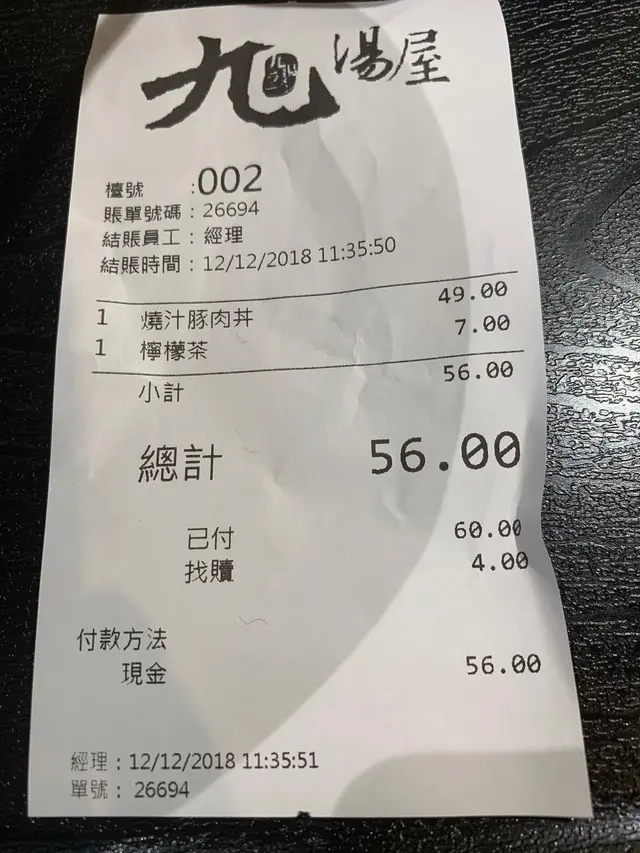 九湯屋
檯號 :002
賬單號碼 : 26694
結賬員工 : 經理
結賬時間 : 12/12/2018 11:35:50
1 燒汁豚肉丼 49.00
1 檸檬茶 7.00
小計 56.00
總計 56.00
已付 60.00
找贖 4.00
付款方法
現金 56.00
經理 : 12/12/2018 11:35:51
單號 : 26694